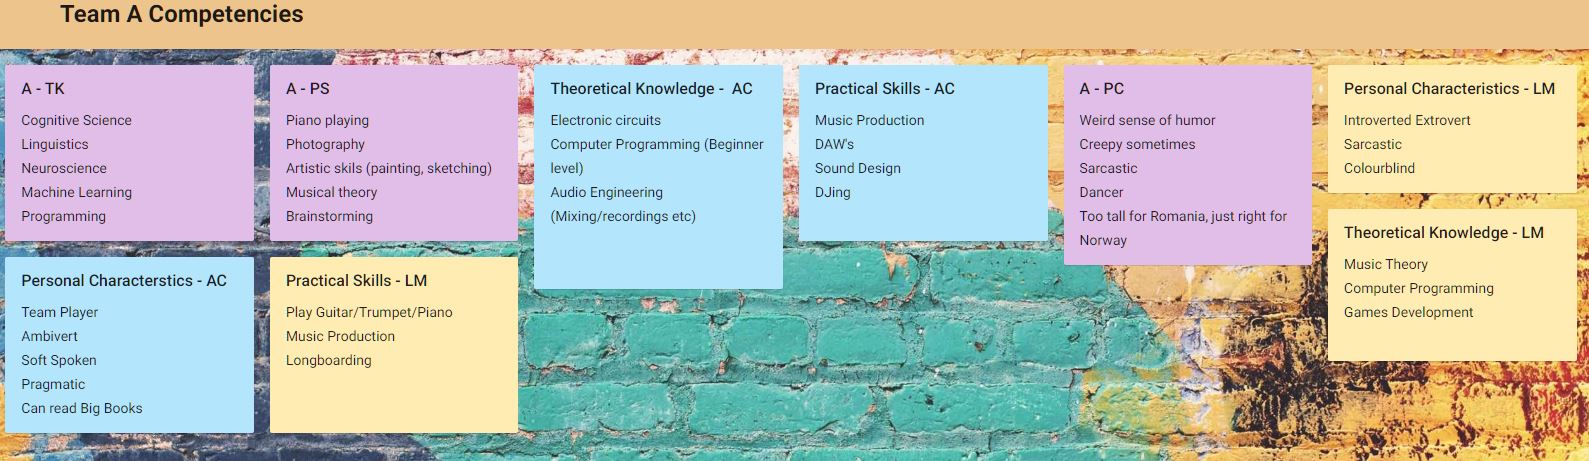 Team A Competencies
A - TK
Cognitive Science
Linguistics
Neuroscience
Machine Learning
Programming
A - PS
Piano playing
Photography
Artistic skils (painting, sketching)
Musical theory
Brainstorming
Theoretical Knowledge -  AC
Electronic circuits
Computer Programming (Beginner
level)
Audio Engineering
(Mixing/recordings etc)
Practical Skills - AC
Music Production
DAW's
Sound Design
DJing
A - PC
Weird sense of humor
Creepy sometimes
Sarcastic
Dancer
Too tall for Romania, just right for
Norway
Personal Characteristics - LM
Introverted Extrovert
Sarcastic
Colourblind
Personal Characterstics - AC
Team Player
Ambivert
Soft Spoken
Pragmatic
Can read Big Books
Practical Skills - LM
Play Guitar/Trumpet/Piano
Music Production
Longboarding
Theoretical Knowledge - LM
Music Theory
Computer Programming
Games Development